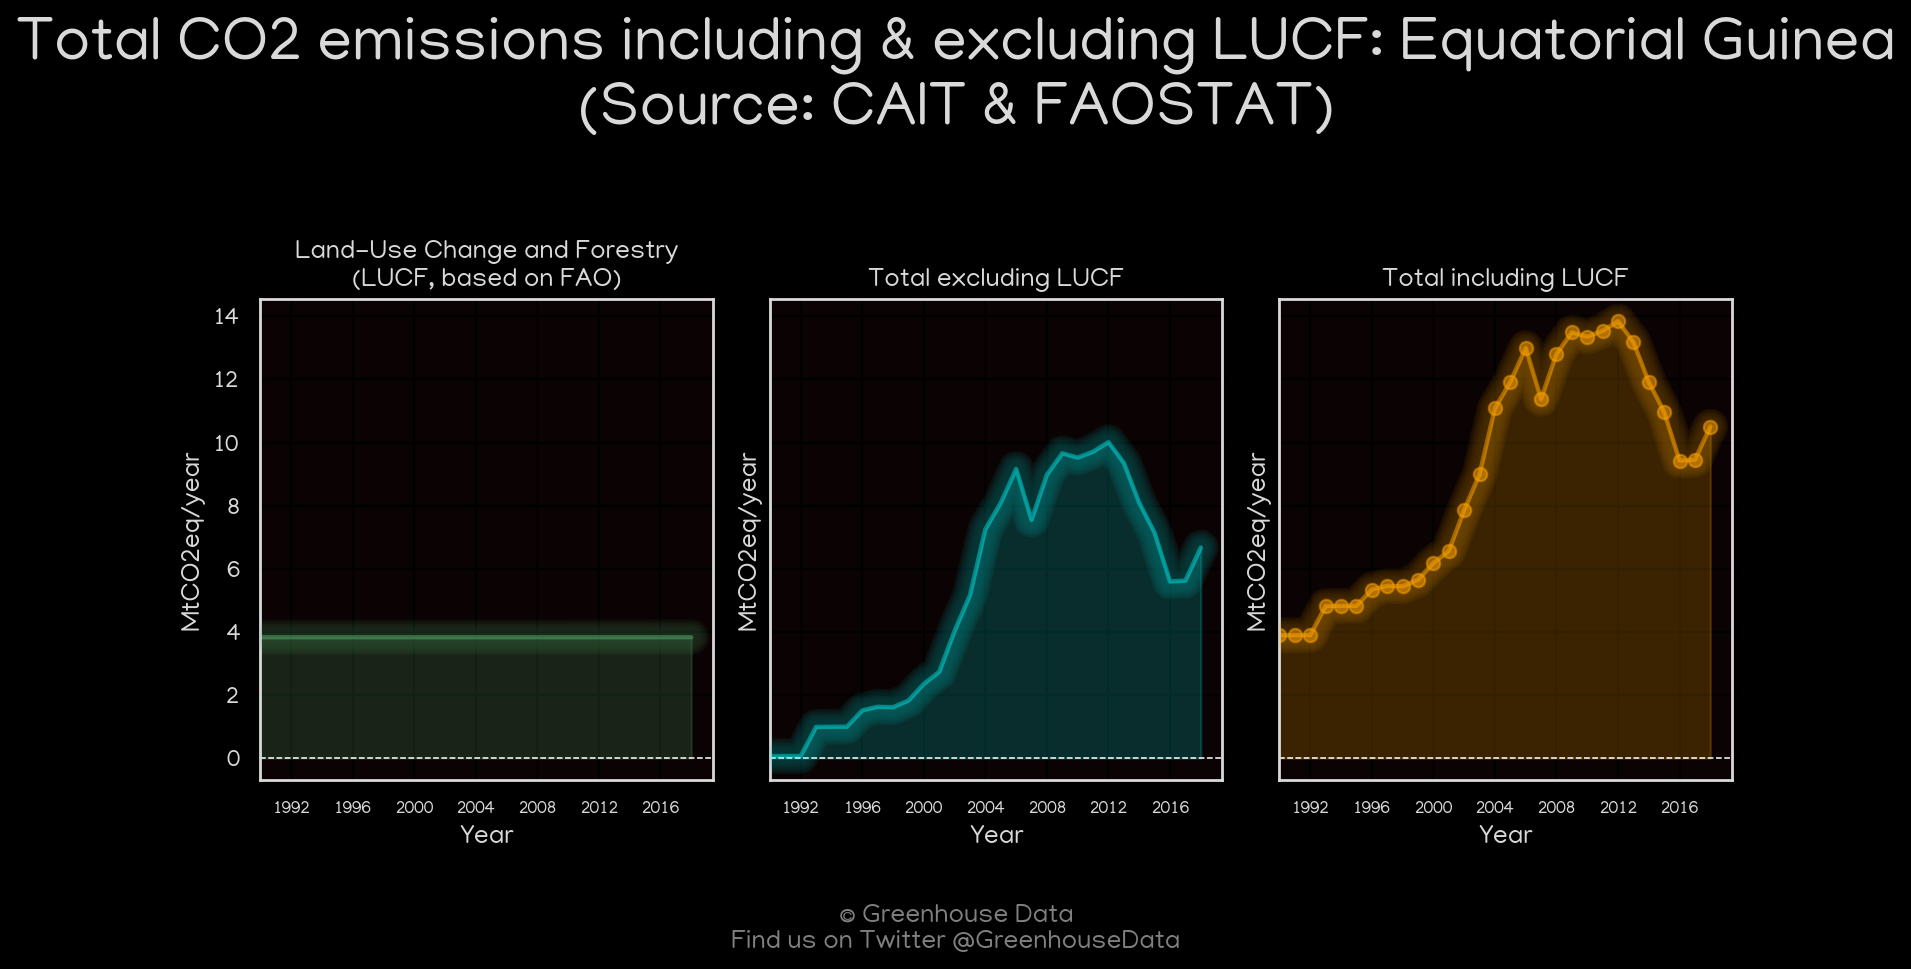 Total CO2 emissions including & excluding LUCF: Equatorial Guinea
(Source: CAIT & FAOSTAT)
Land-Use Change and Forestry
(LUCF, based on FAO)
MtCO2eq/year
14
12
10
8
6
4
2
0
1992 1996 2000 2004 2008 2012 2016
Year
Total excluding LUCF
MtCO2eq/year
1992 1996 2000 2004 2008 2012 2016
Year
Total including LUCF
MtCO2eq/year
1992 1996 2000 2004 2008 2012 2016
Year
© Greenhouse Data
Find us on Twitter @GreenhouseData